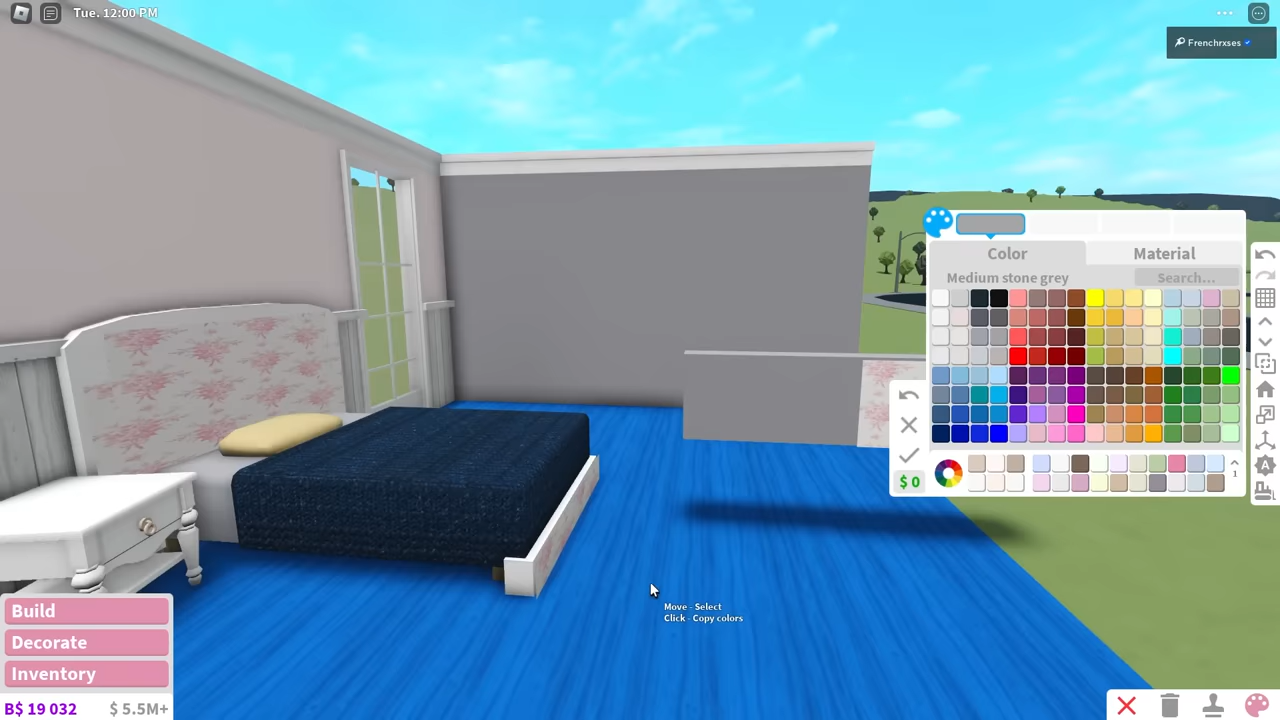 Tue. 12:00 PM
Frenchrxses
Color
Material
Medium stone grey
Search...
$ 0
1
Move - Select
Click - Copy colors
Build
Decorate
Inventory
B$ 19 032
$ 5.5M+
A